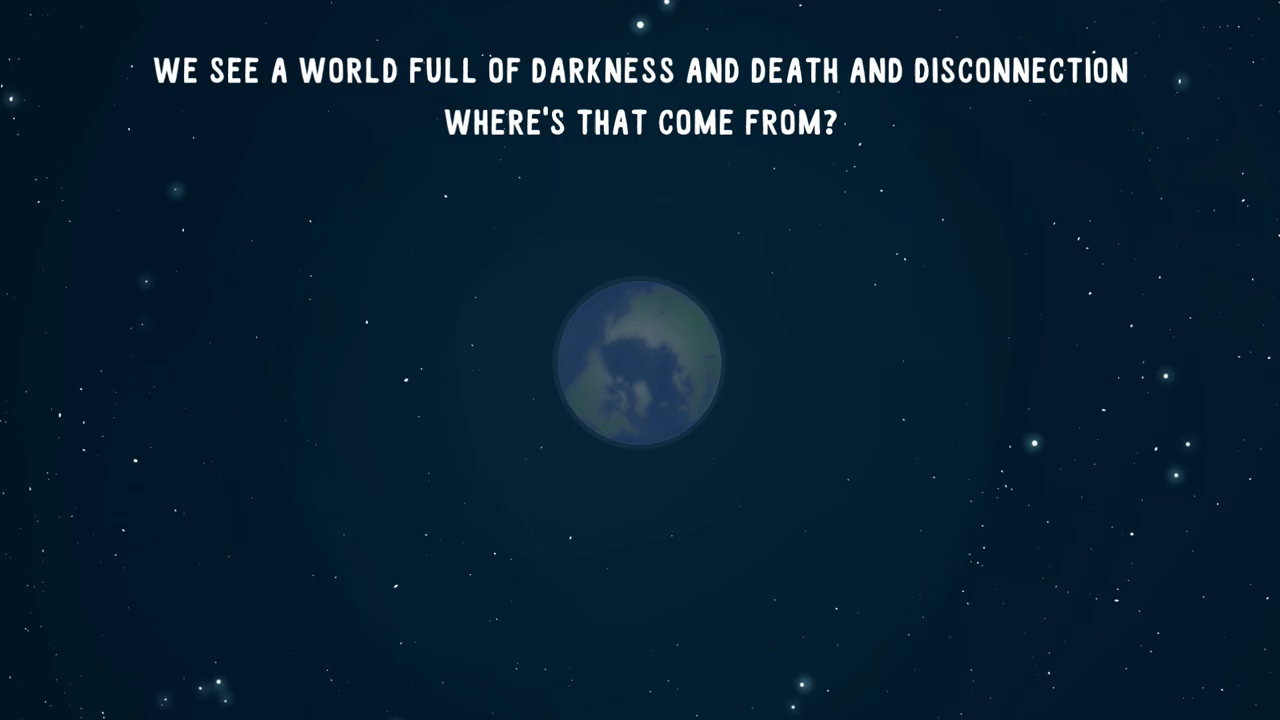 WE SEE A WORLD FULL OF DARKNESS AND DEATH AND DISCONNECTION
WHERE'S THAT COME FROM?